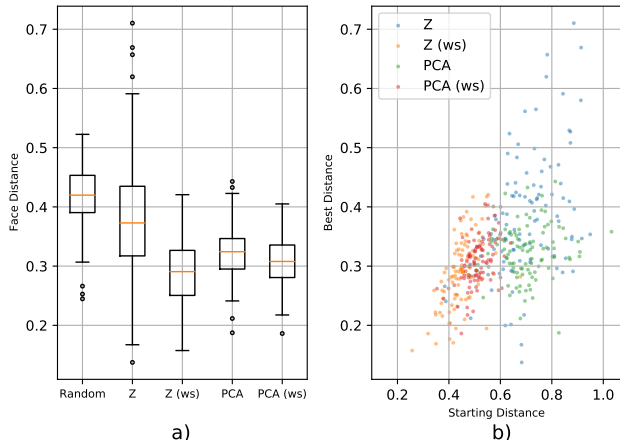 0.7
0.6
0.5
0.4
0.3
0.2
Face Distance
Random Z Z (ws) PCA PCA (ws)
a)
Z
Z (ws)
PCA
PCA (ws)
0.7
0.6
0.5
0.4
0.3
0.2
Best Distance
0.2 0.4 0.6 0.8 1.0
Starting Distance
b)